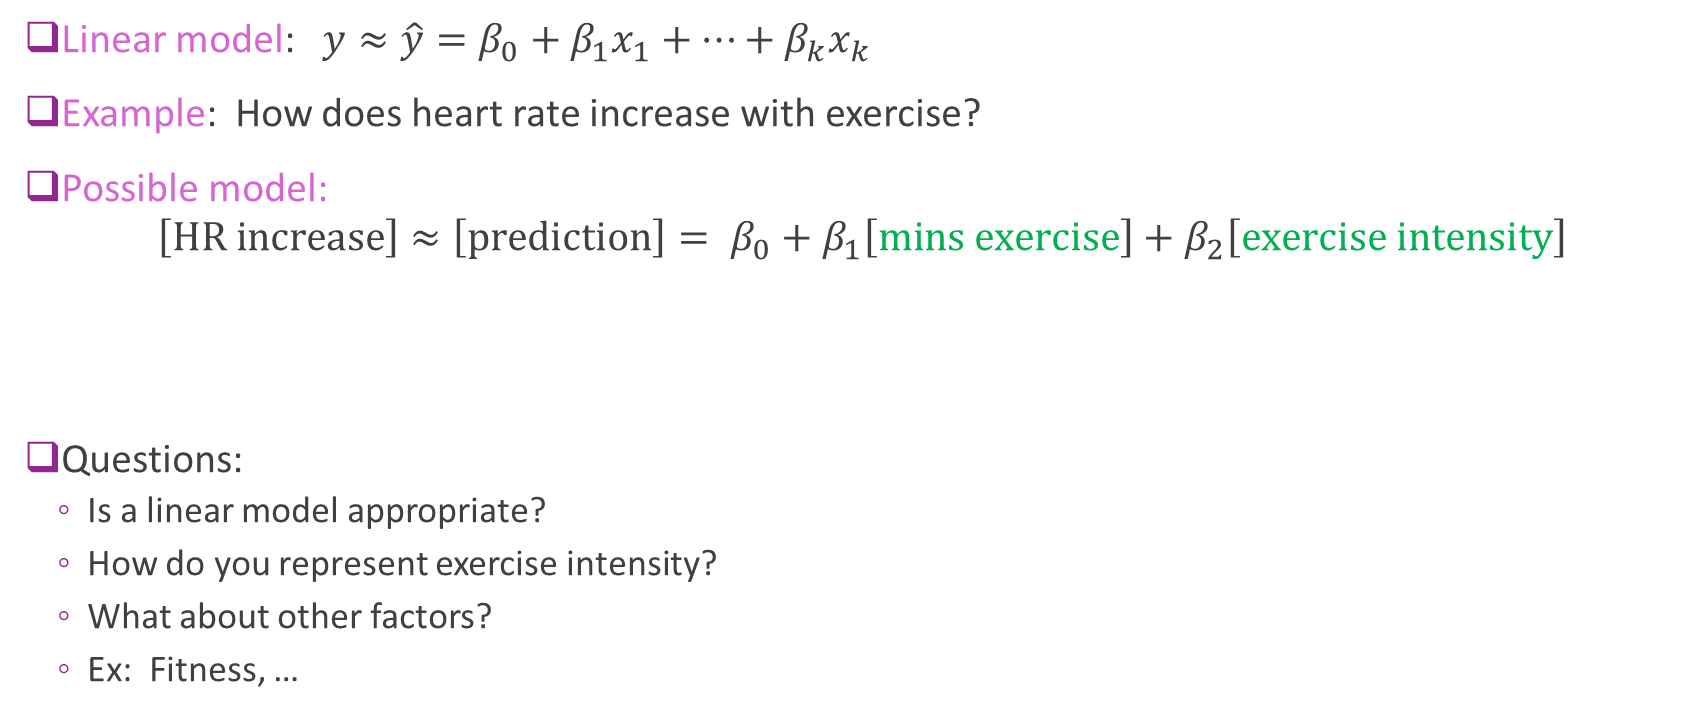 ❑Linear model: y ≈ ŷ = β₀ + β₁x₁ + ⋯ + βₖxₖ
❑Example: How does heart rate increase with exercise?
❑Possible model:
[HR increase] ≈ [prediction] = β₀ + β₁[mins exercise] + β₂[exercise intensity]
❑Questions:
◦ Is a linear model appropriate?
◦ How do you represent exercise intensity?
◦ What about other factors?
◦ Ex: Fitness, …